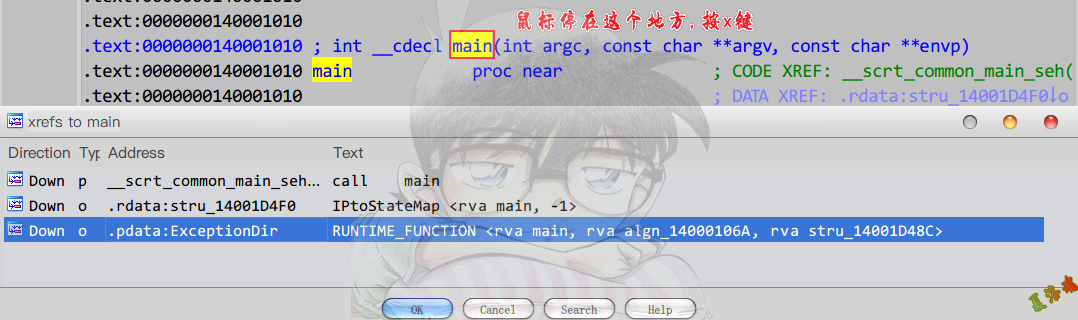 .text:0000000140001010
鼠标停在这个地方,按x键
.text:0000000140001010
.text:0000000140001010 ; int __cdecl main(int argc, const char **argv, const char **envp)
.text:0000000140001010 main proc near ; CODE XREF: __scrt_common_main_seh(
.text:0000000140001010 ; DATA XREF: .rdata:stru_14001D4F0↓o
xrefs to main
Direction Typ Address Text
Down p __scrt_common_main_seh... call main
Down o .rdata:stru_14001D4F0 IPtoStateMap <rva main, -1>
Down o .pdata:ExceptionDir RUNTIME_FUNCTION <rva main, rva algn_14000106A, rva stru_14001D48C>
OK Cancel Search Help